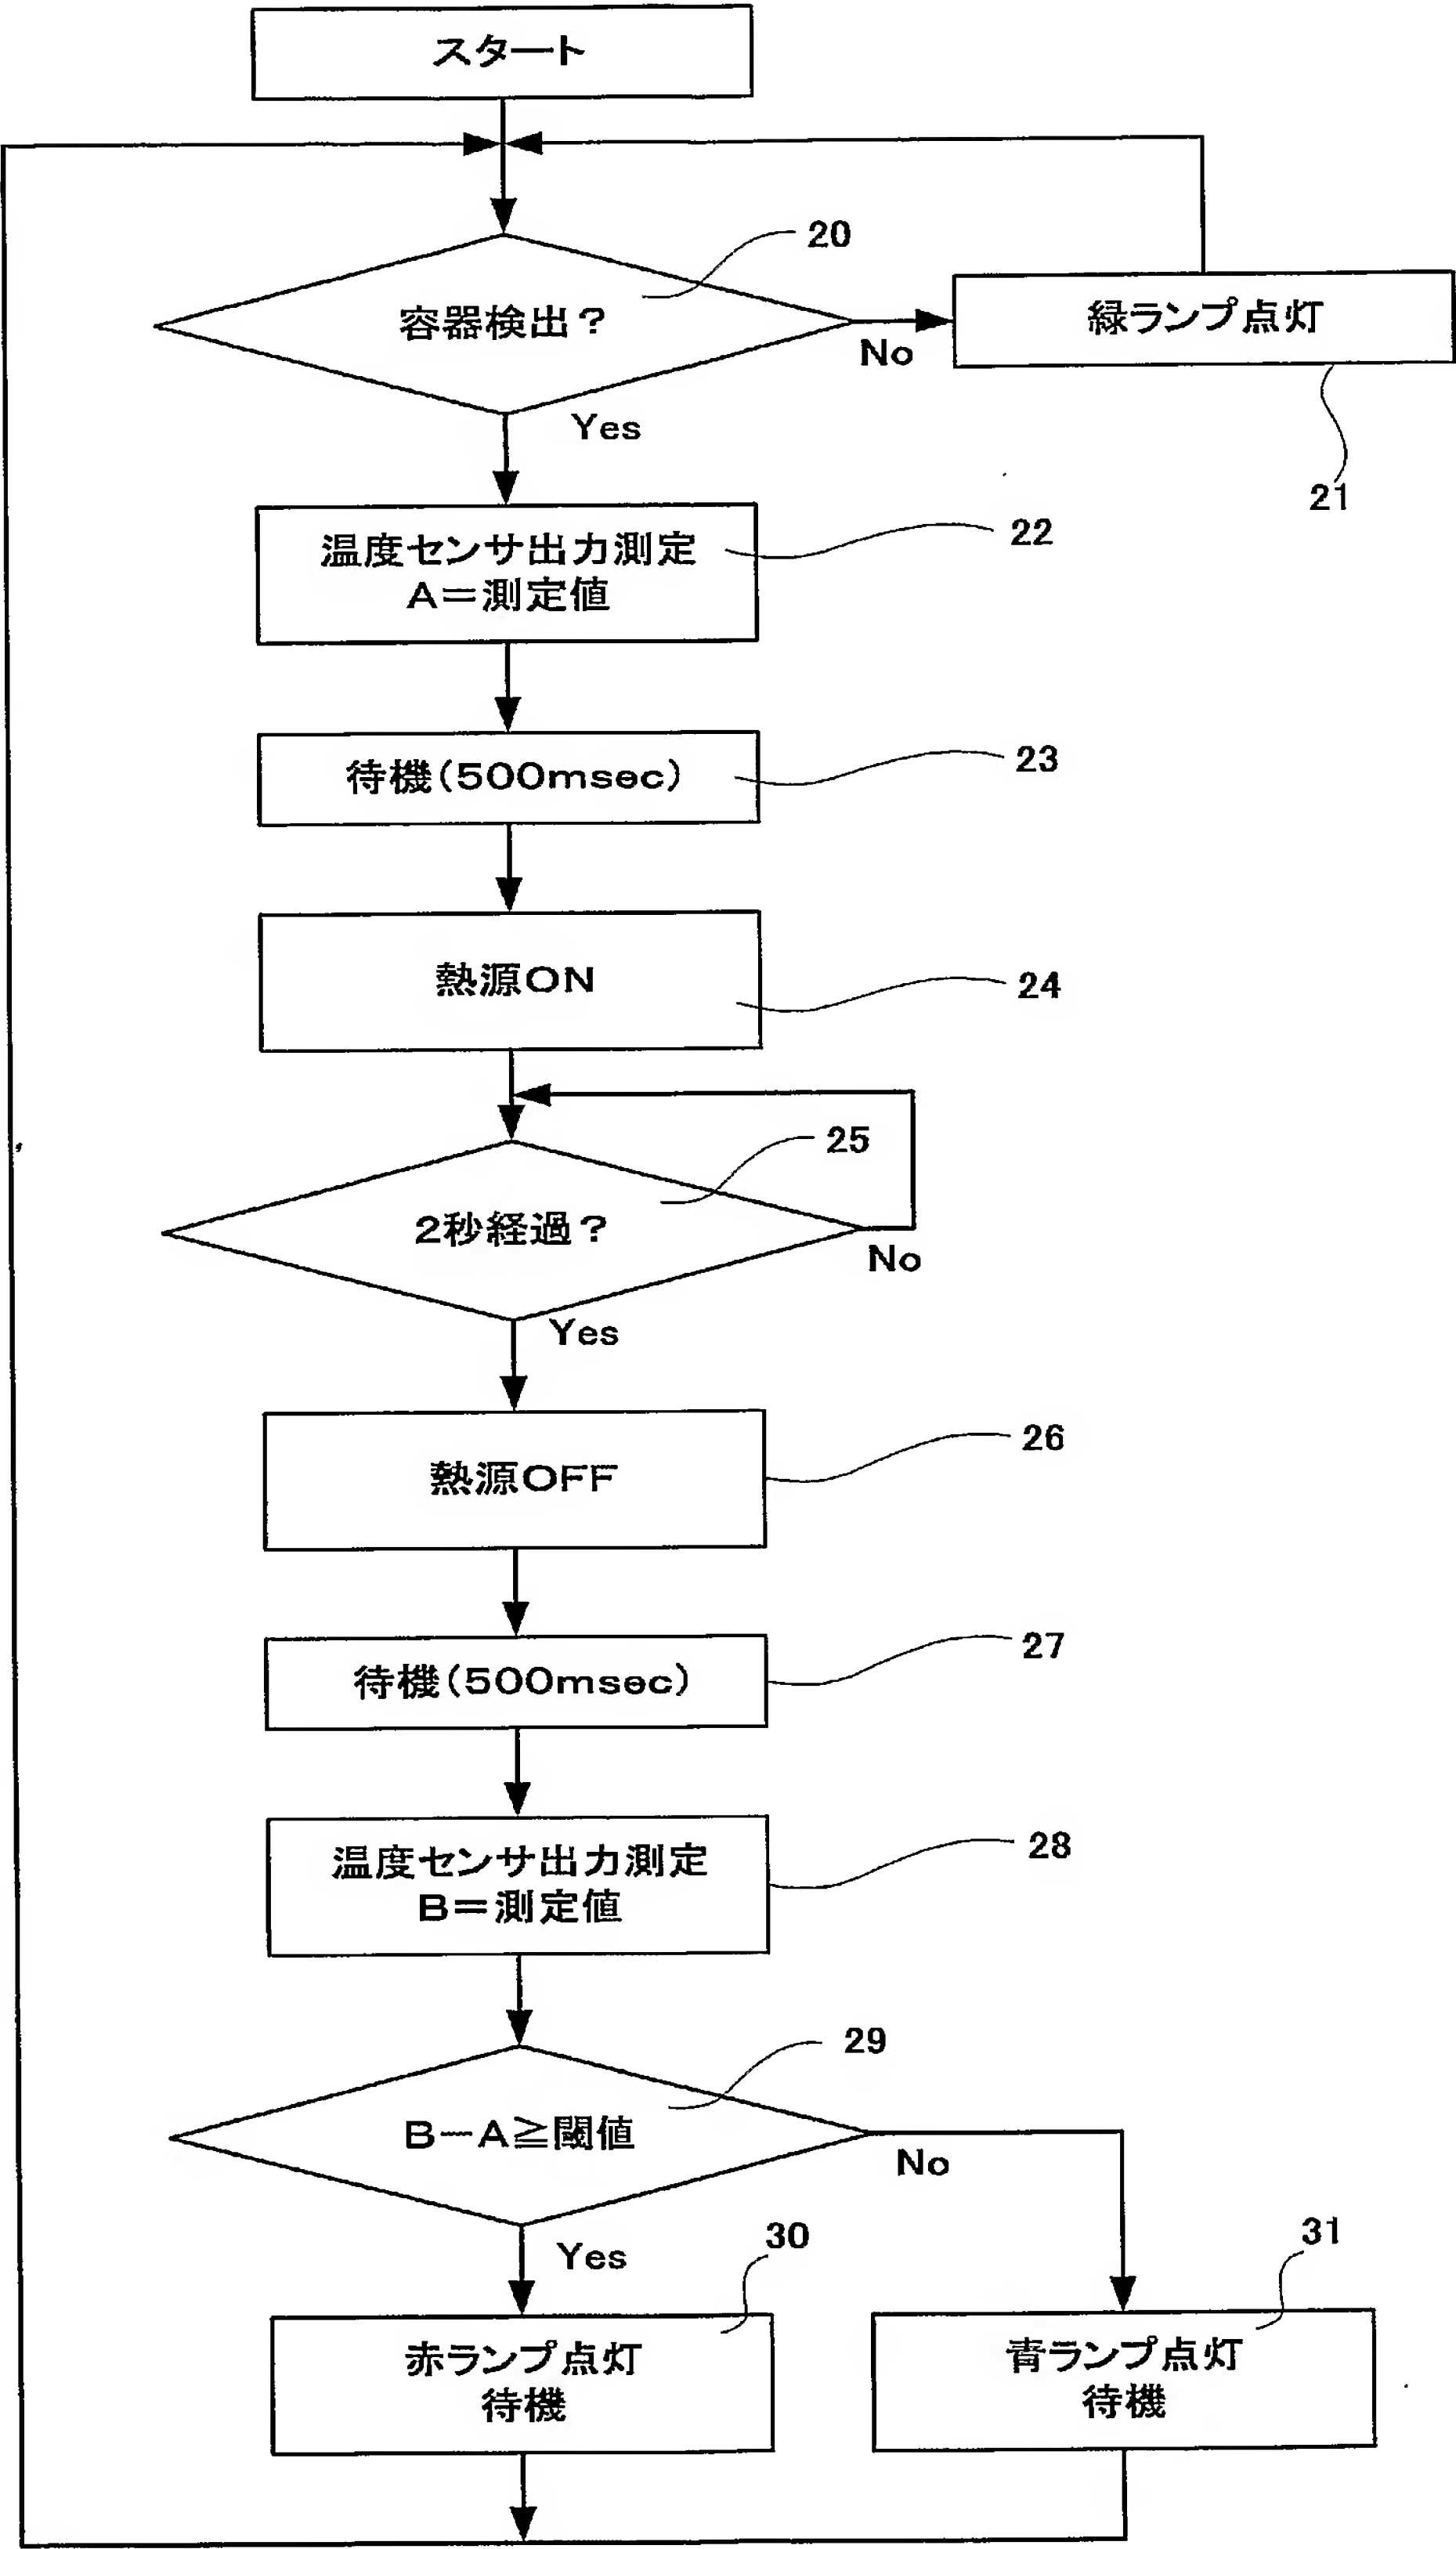 スタート
20
容器検出？
No
緑ランプ点灯
21
Yes
温度センサ出力測定
A＝測定値
22
待機(500msec)
23
熱源ON
24
25
2秒経過？
No
Yes
熱源OFF
26
待機(500msec)
27
温度センサ出力測定
B＝測定値
28
29
B－A≧閾値
No
Yes
30
赤ランプ点灯
待機
31
青ランプ点灯
待機